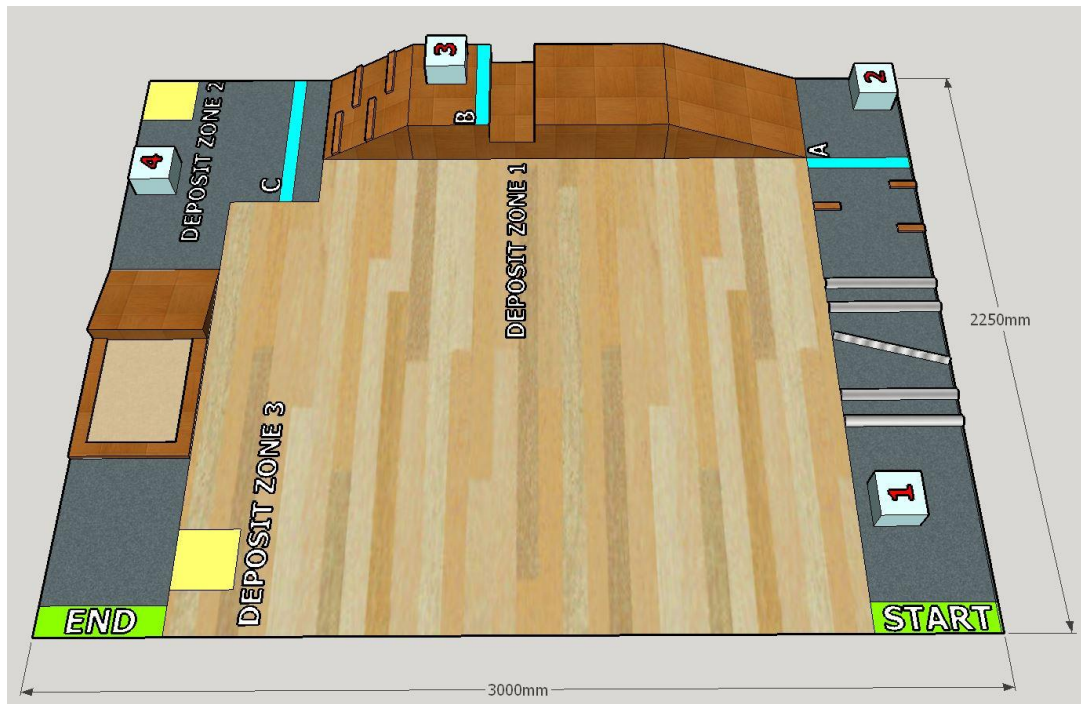 3
2
B
A
4
DEPOSIT ZONE 2
C
DEPOSIT ZONE 1
2250mm
DEPOSIT ZONE 3
1
END
START
3000mm